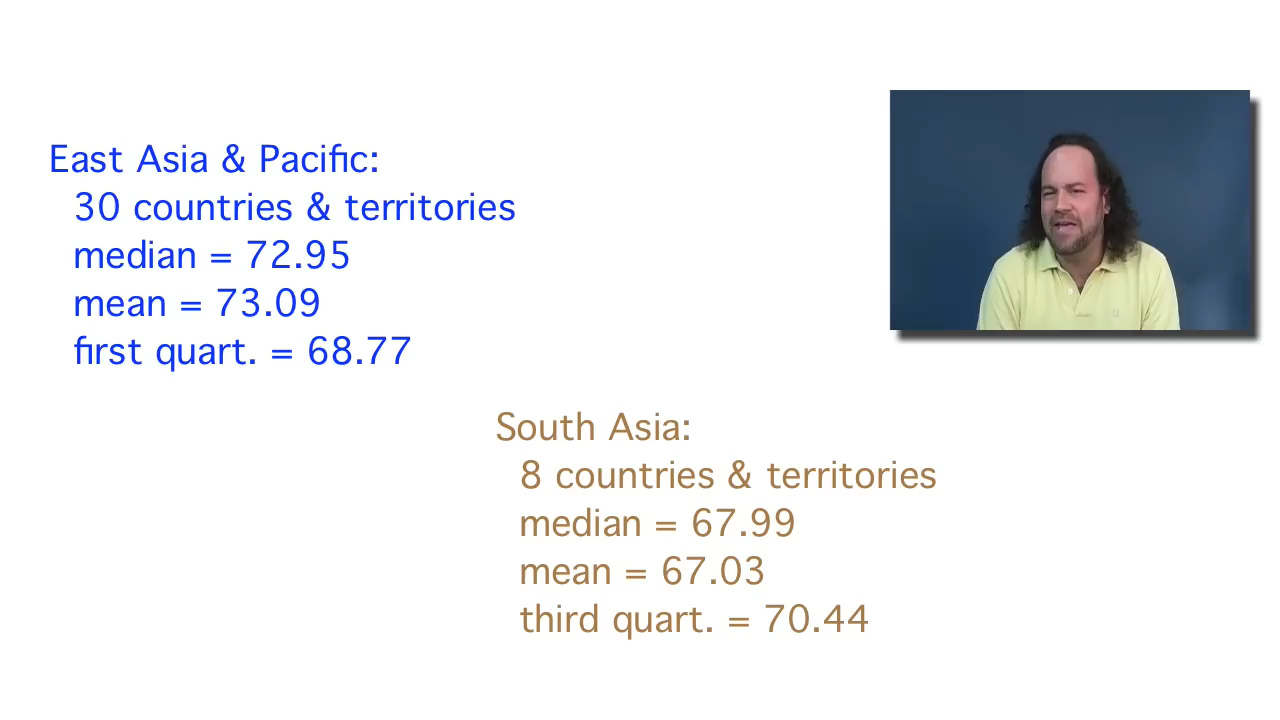 East Asia & Pacific:
30 countries & territories
median = 72.95
mean = 73.09
first quart. = 68.77
South Asia:
8 countries & territories
median = 67.99
mean = 67.03
third quart. = 70.44